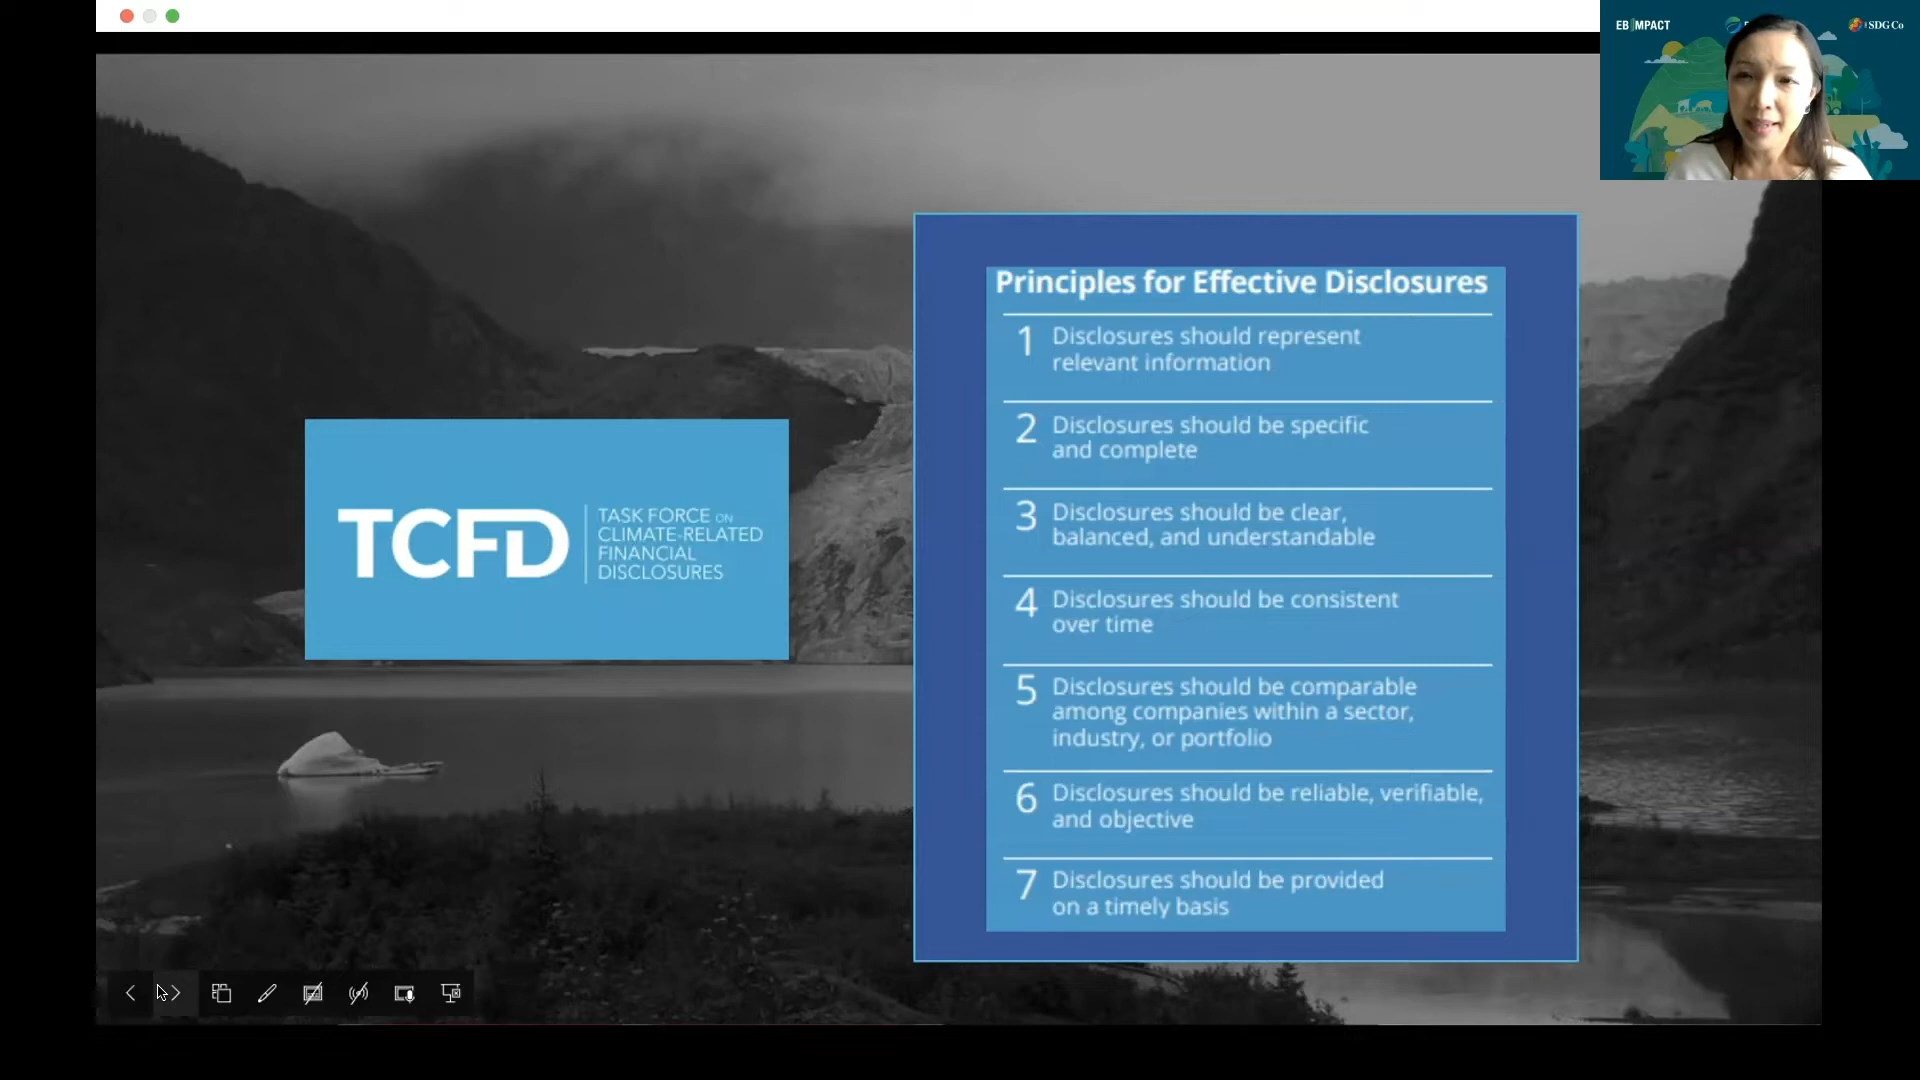 EB IMPACT
THE SDG Co
TCFD
TASK FORCE ON
CLIMATE-RELATED
FINANCIAL
DISCLOSURES
Principles for Effective Disclosures
1 Disclosures should represent
relevant information
2 Disclosures should be specific
and complete
3 Disclosures should be clear,
balanced, and understandable
4 Disclosures should be consistent
over time
5 Disclosures should be comparable
among companies within a sector,
industry, or portfolio
6 Disclosures should be reliable, verifiable,
and objective
7 Disclosures should be provided
on a timely basis